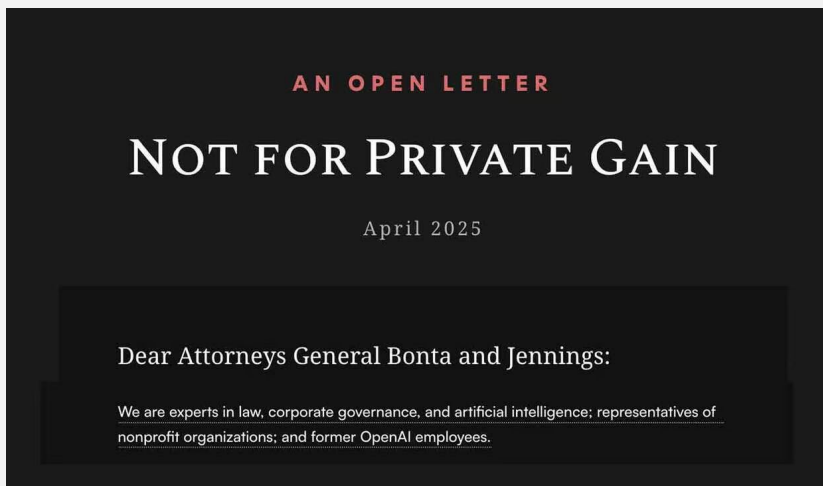 AN OPEN LETTER
NOT FOR PRIVATE GAIN
April 2025
Dear Attorneys General Bonta and Jennings:
We are experts in law, corporate governance, and artificial intelligence; representatives of
nonprofit organizations; and former OpenAI employees.